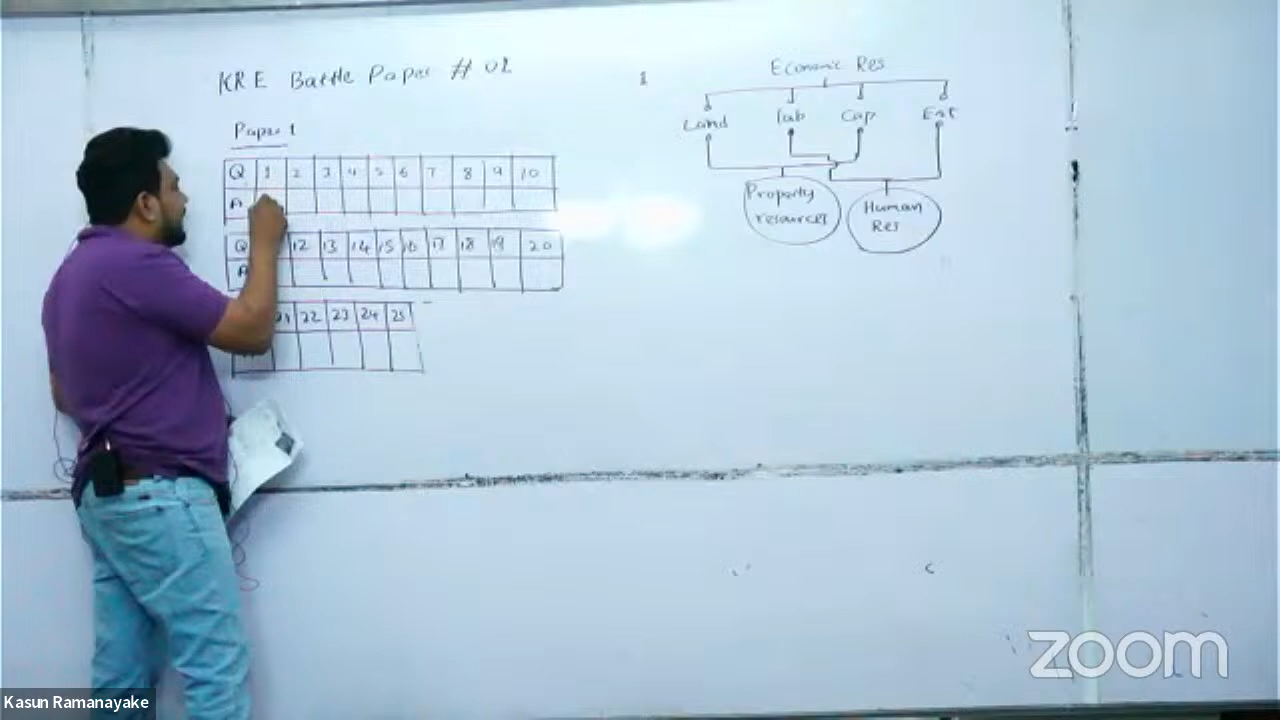 KRE Battle Paper # 02
Paper 1
Q 1 2 3 4 5 6 7 8 9 10
A
Q 12 13 14 15 16 17 18 19 20
A
21 22 23 24 25
1
Economic Res
Land lab Cap Ent
Property resources
Human Res
zoom
Kasun Ramanayake